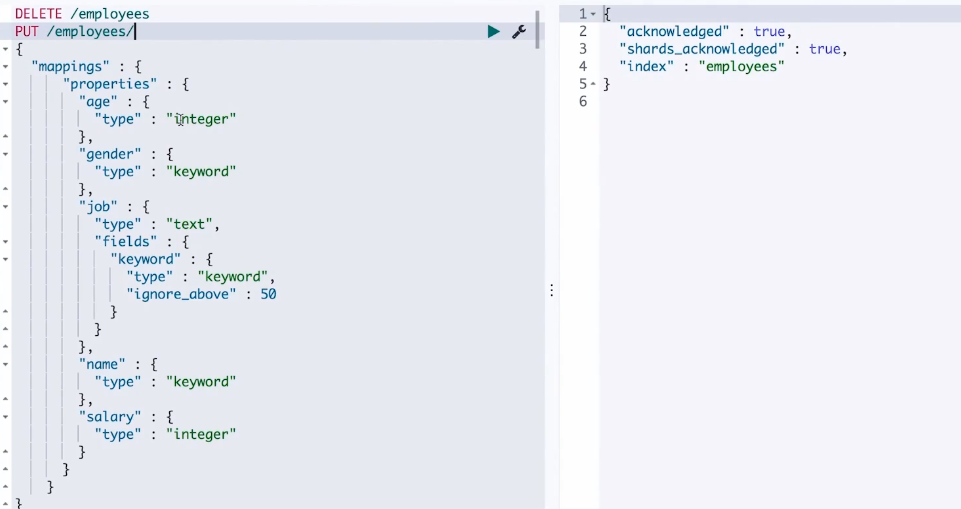 DELETE /employees
PUT /employees/
{
"mappings" : {
"properties" : {
"age" : {
"type" : "integer"
},
"gender" : {
"type" : "keyword"
},
"job" : {
"type" : "text",
"fields" : {
"keyword" : {
"type" : "keyword",
"ignore_above" : 50
}
}
},
"name" : {
"type" : "keyword"
},
"salary" : {
"type" : "integer"
}
}
}
}
1 {
2 "acknowledged" : true,
3 "shards_acknowledged" : true,
4 "index" : "employees"
5 }
6